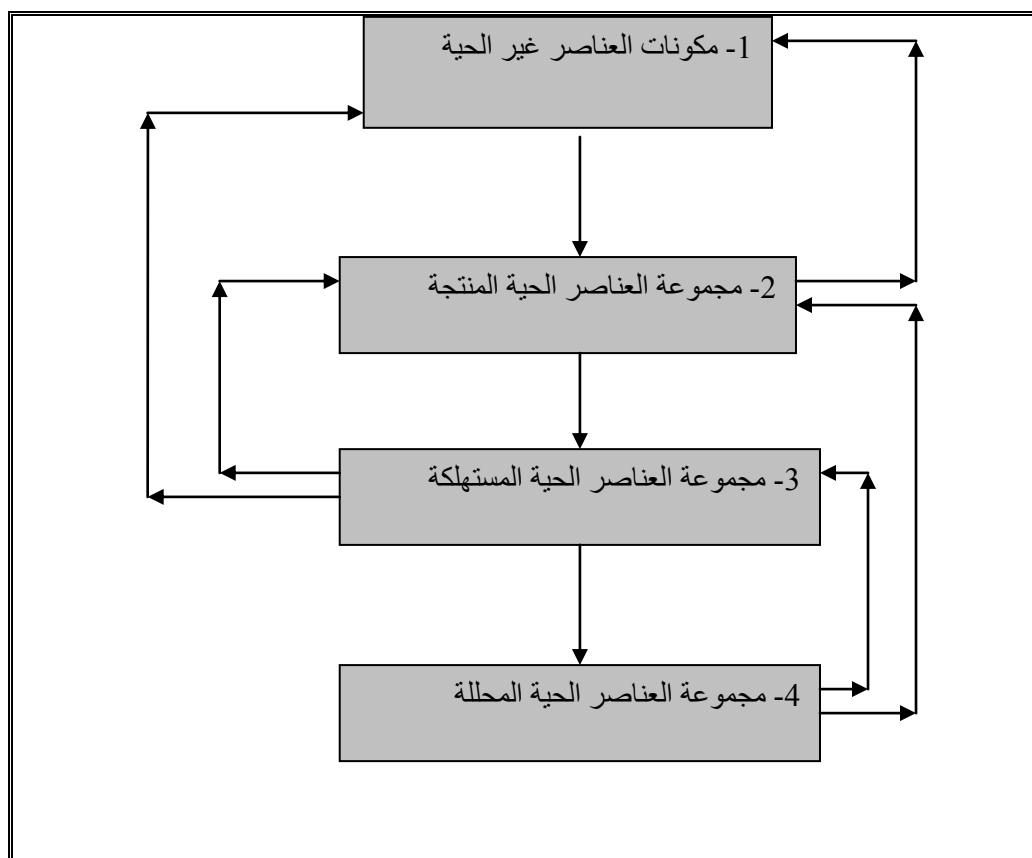 1- مكونات العناصر غير الحية
2- مجموعة العناصر الحية المنتجة
3- مجموعة العناصر الحية المستهلكة
4- مجموعة العناصر الحية المحللة